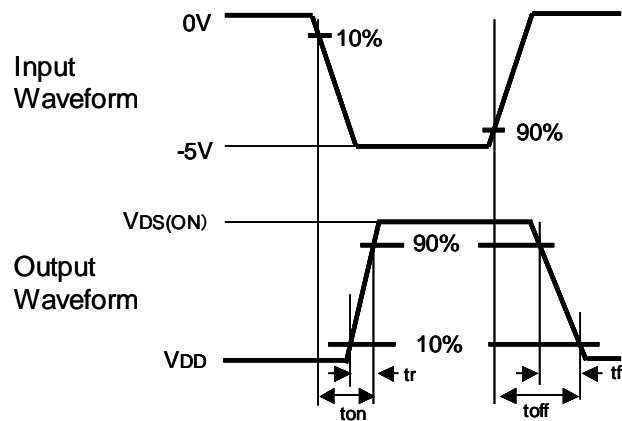 0V
10%
Input
Waveform
-5V
90%
VDS(ON)
90%
Output
Waveform
10%
VDD
tr
tf
ton
toff